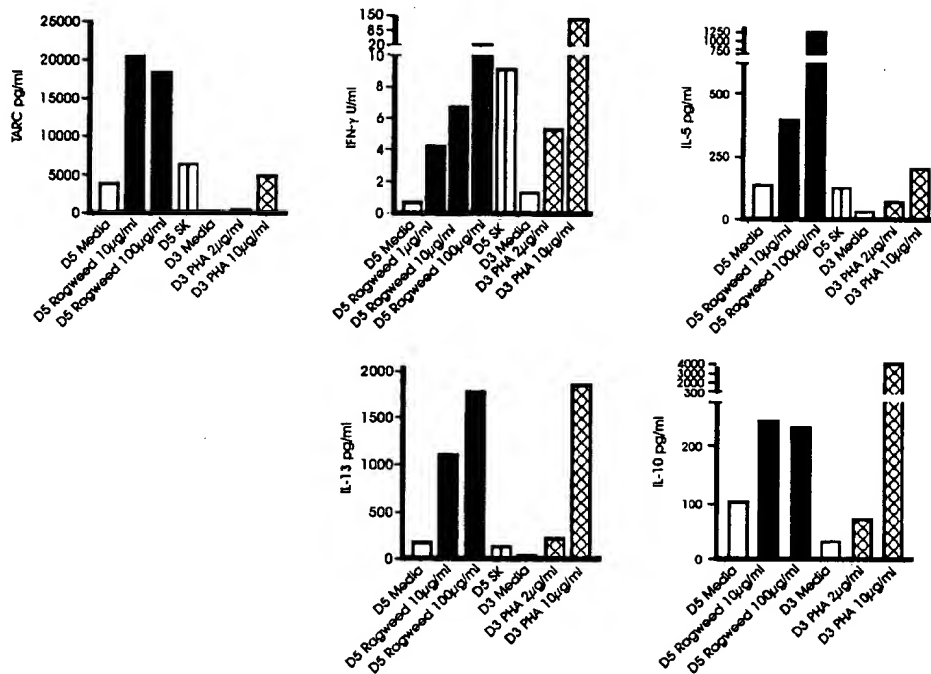 TARC pg/ml
25000
20000
15000
10000
5000
0
D5 Media
D5 Ragweed 10µg/ml
D5 Ragweed 100µg/ml
D5 SK
D3 Media
D3 PHA 2µg/ml
D3 PHA 10µg/ml
IFN-γ U/ml
150
85
20
10
8
6
4
2
0
D5 Media
D5 Ragweed 1µg/ml
D5 Ragweed 10µg/ml
D5 Ragweed 100µg/ml
D5 SK
D3 Media
D3 PHA 2µg/ml
D3 PHA 10µg/ml
IL-5 pg/ml
1250
1000
750
500
250
0
D5 Media
D5 Ragweed 10µg/ml
D5 Ragweed 100µg/ml
D5 SK
D3 Media
D3 PHA 2µg/ml
D3 PHA 10µg/ml
IL-13 pg/ml
2000
1500
1000
500
0
D5 Media
D5 Ragweed 10µg/ml
D5 Ragweed 100µg/ml
D5 SK
D3 Media
D3 PHA 2µg/ml
D3 PHA 10µg/ml
IL-10 pg/ml
4000
3000
2000
300
200
100
0
D5 Media
D5 Ragweed 10µg/ml
D5 Ragweed 100µg/ml
D3 Media
D3 PHA 2µg/ml
D3 PHA 10µg/ml